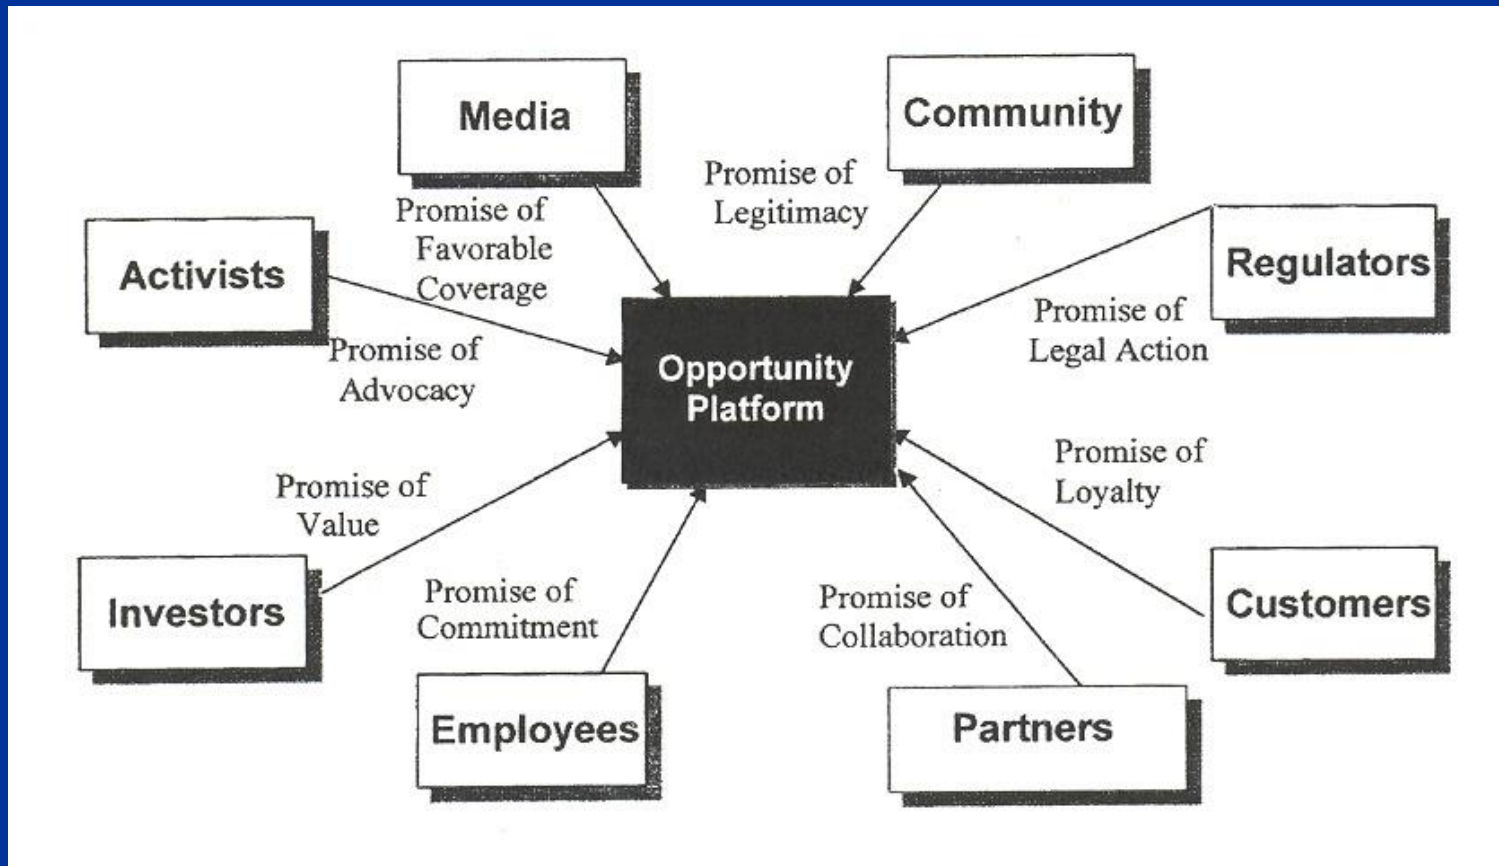 Media
Community
Promise of
Legitimacy
Promise of
Favorable
Coverage
Activists
Regulators
Promise of
Legal Action
Promise of
Advocacy
Opportunity
Platform
Promise of
Loyalty
Promise of
Value
Promise of
Commitment
Promise of
Collaboration
Investors
Customers
Employees
Partners